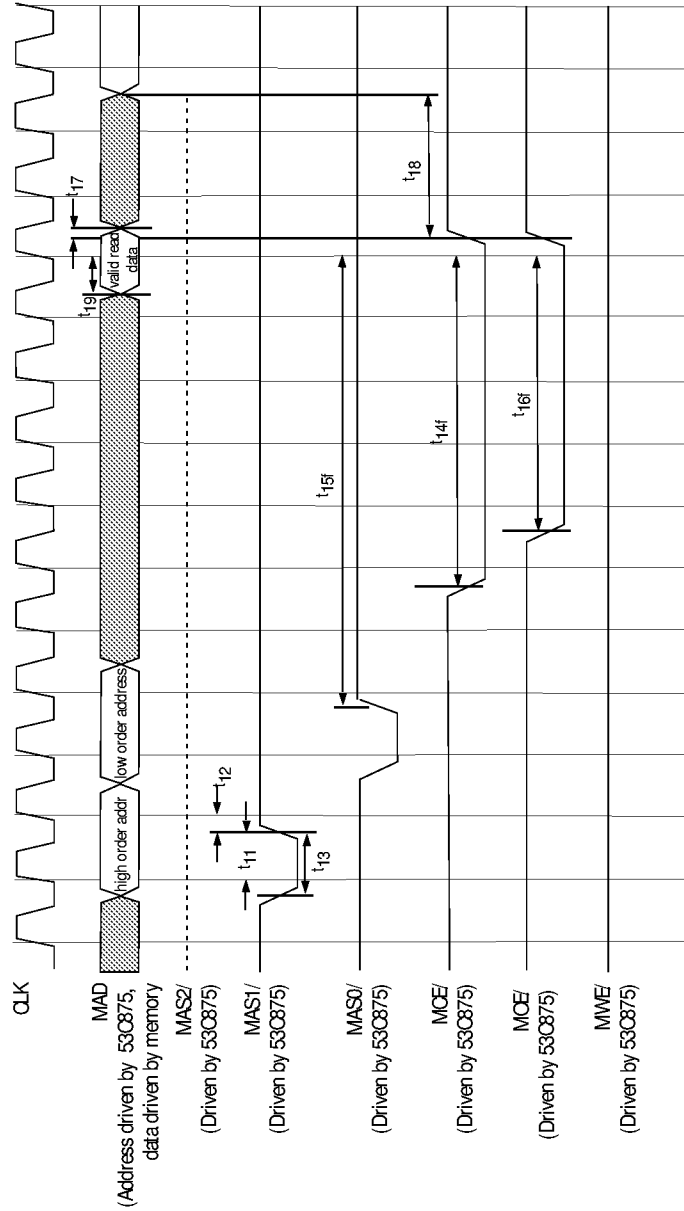 CLK
MAD
(Address driven by 53C875,
data driven by memory
high order addr
low order address
valid read
data
t17
t19
MAS2/
(Driven by 53C875)
t12
MAS1/
(Driven by 53C875)
t11
t13
MAS0/
(Driven by 53C875)
t15f
MCE/
(Driven by 53C875)
t14f
t18
MOE/
(Driven by 53C875)
t16f
MWE/
(Driven by 53C875)